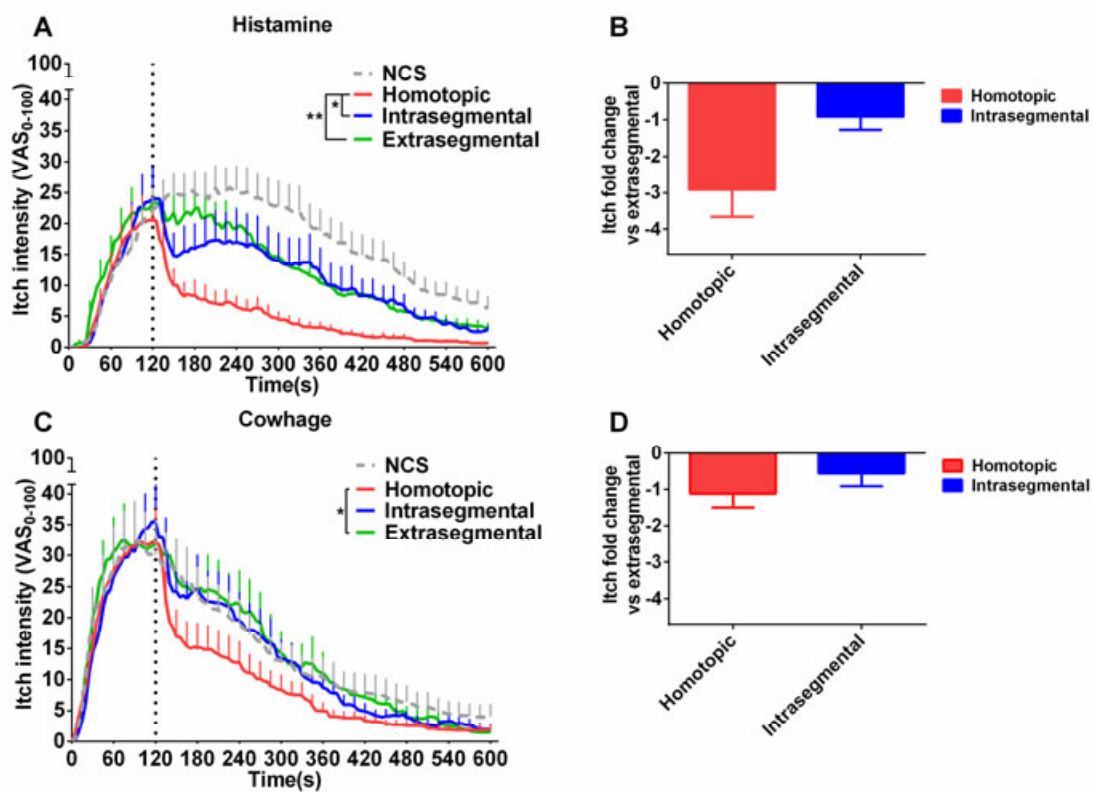 A
Histamine
100
40
35
30
25
20
15
10
5
0
Itch intensity (VAS0-100)
NCS
Homotopic
Intrasegmental
Extrasegmental
*
**
0 60 120 180 240 300 360 420 480 540 600
Time(s)
B
0
-1
-2
-3
-4
Itch fold change
vs extrasegmental
Homotopic
Intrasegmental
Homotopic
Intrasegmental
C
Cowhage
100
40
35
30
25
20
15
10
5
0
Itch intensity (VAS0-100)
NCS
Homotopic
Intrasegmental
Extrasegmental
*
0 60 120 180 240 300 360 420 480 540 600
Time(s)
D
0
-1
-2
-3
-4
Itch fold change
vs extrasegmental
Homotopic
Intrasegmental
Homotopic
Intrasegmental